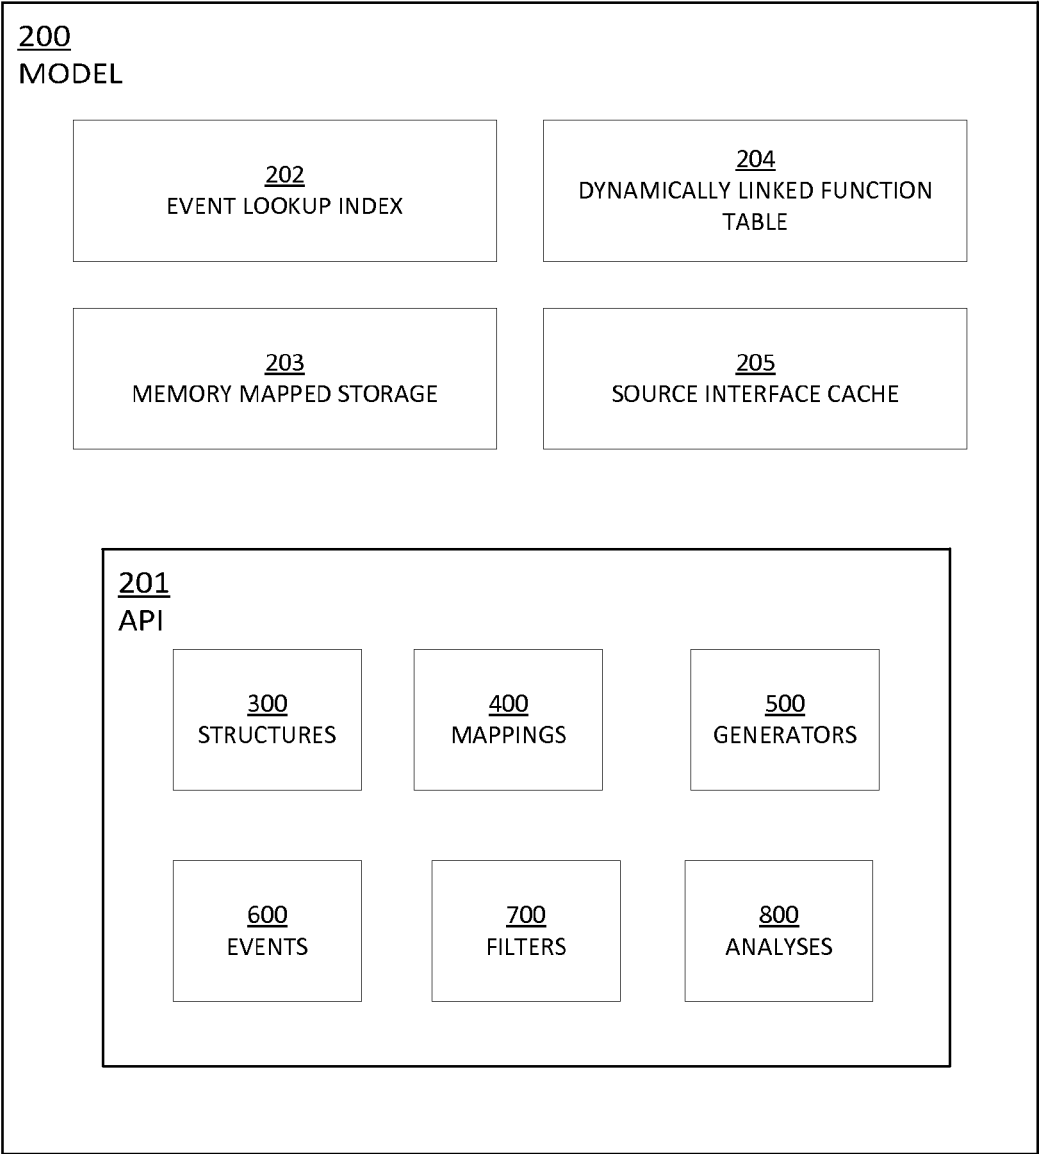 200
MODEL
202
EVENT LOOKUP INDEX
204
DYNAMICALLY LINKED FUNCTION
TABLE
203
MEMORY MAPPED STORAGE
205
SOURCE INTERFACE CACHE
201
API
300
STRUCTURES
400
MAPPINGS
500
GENERATORS
600
EVENTS
700
FILTERS
800
ANALYSES